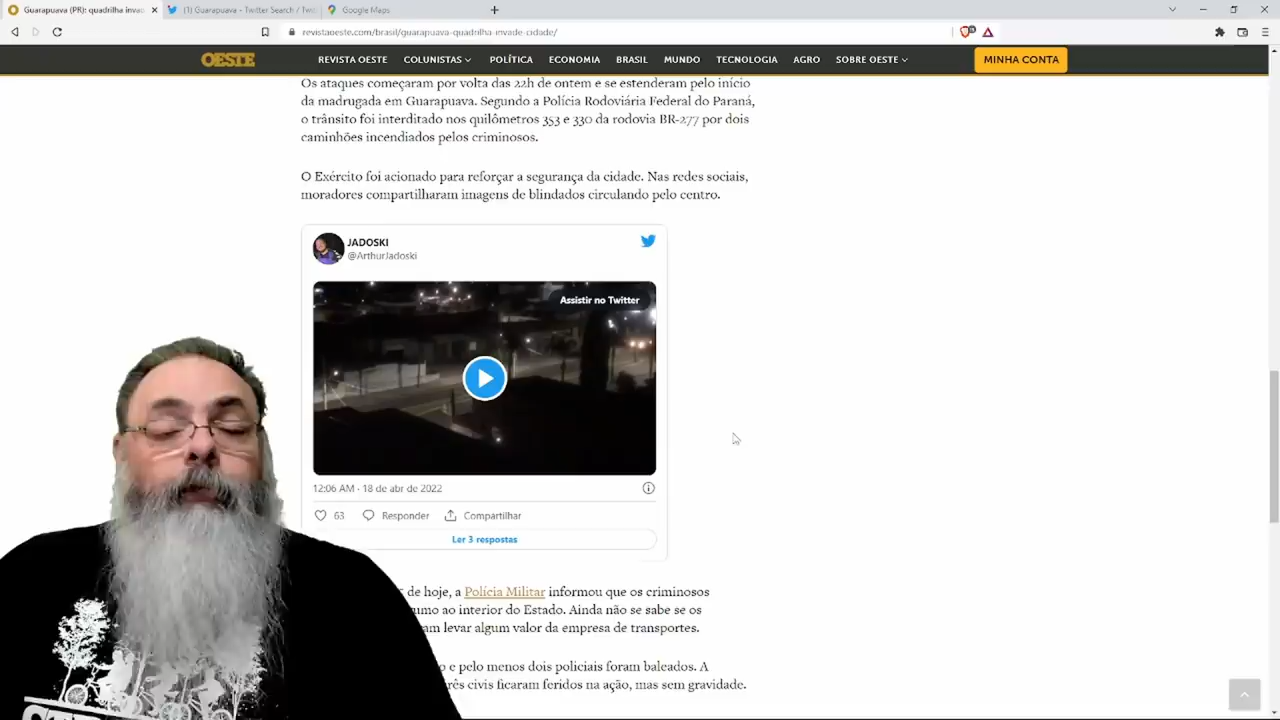 Guarapuava (PR): quadrilha inva
(1) Guarapuava - Twitter Search / Twi
Google Maps
revistaoeste.com/brasil/guarapuava-quadrilha-invade-cidade/
OESTE
REVISTA OESTE
COLUNISTAS
POLÍTICA
ECONOMIA
BRASIL
MUNDO
TECNOLOGIA
AGRO
SOBRE OESTE
MINHA CONTA
Os ataques começaram por volta das 22h de ontem e se estenderam pelo início
da madrugada em Guarapuava. Segundo a Polícia Rodoviária Federal do Paraná,
o trânsito foi interditado nos quilômetros 353 e 330 da rodovia BR-277 por dois
caminhões incendiados pelos criminosos.
O Exército foi acionado para reforçar a segurança da cidade. Nas redes sociais,
moradores compartilharam imagens de blindados circulando pelo centro.
JADOSKI
@ArthurJadoski
Assistir no Twitter
12:06 AM · 18 de abr de 2022
63
Responder
Compartilhar
Ler 3 respostas
de hoje, a Polícia Militar informou que os criminosos
umo ao interior do Estado. Ainda não se sabe se os
am levar algum valor da empresa de transportes.
o e pelo menos dois policiais foram baleados. A
rês civis ficaram feridos na ação, mas sem gravidade.